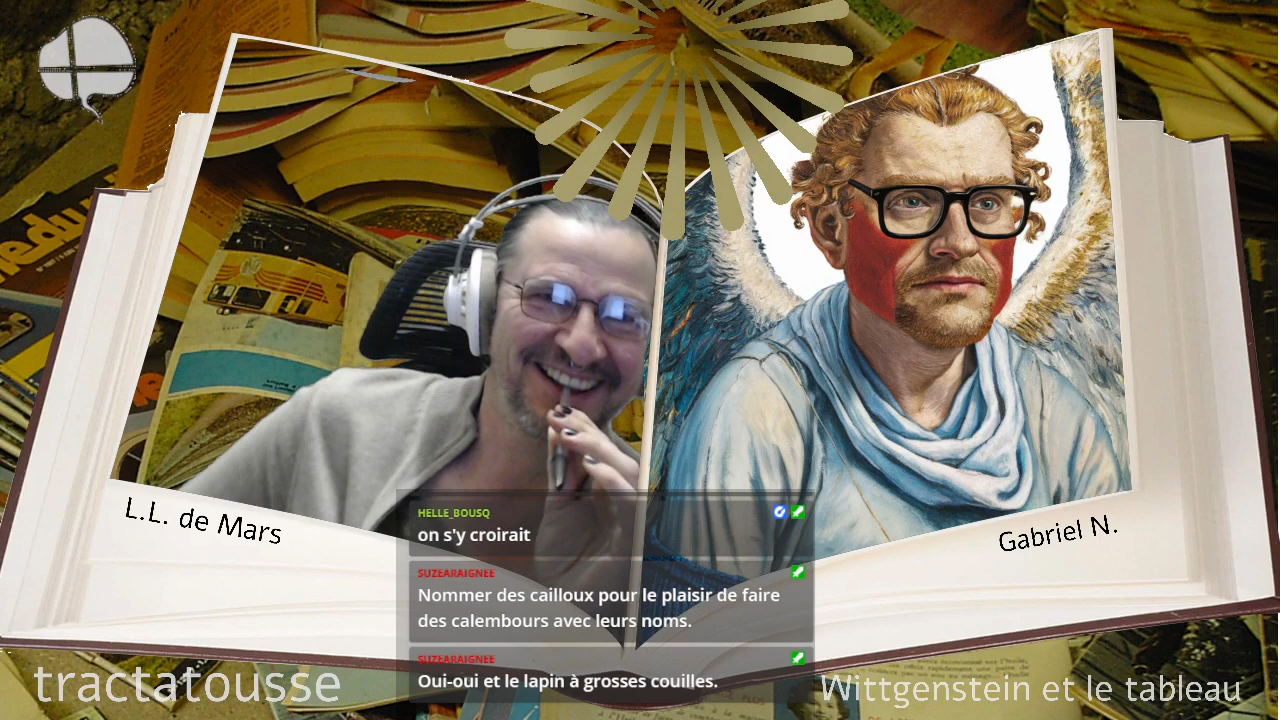 L.L. de Mars
Gabriel N.
HELLE_BOUSQ
on s'y croirait
SUZEARAIGNEE
Nommer des cailloux pour le plaisir de faire
des calembours avec leurs noms.
SUZEARAIGNEE
Oui-oui et le lapin à grosses couilles.
tractatousse
Wittgenstein et le tableau